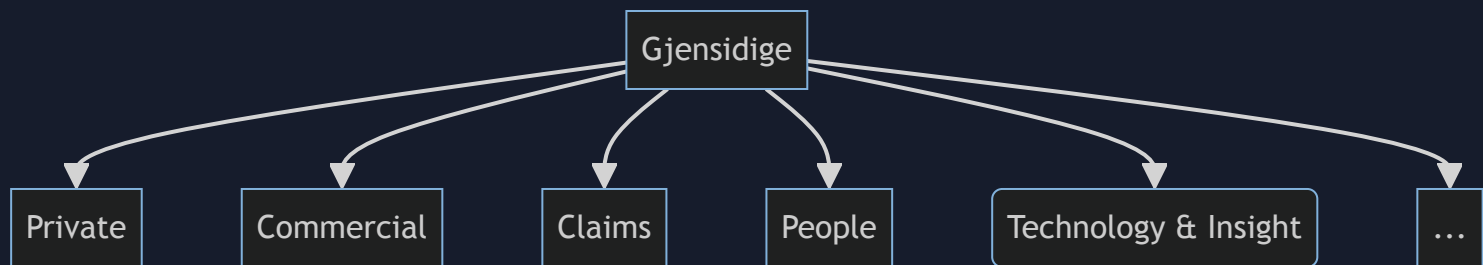 Gjensidige
Private
Commercial
Claims
People
Technology & Insight
...